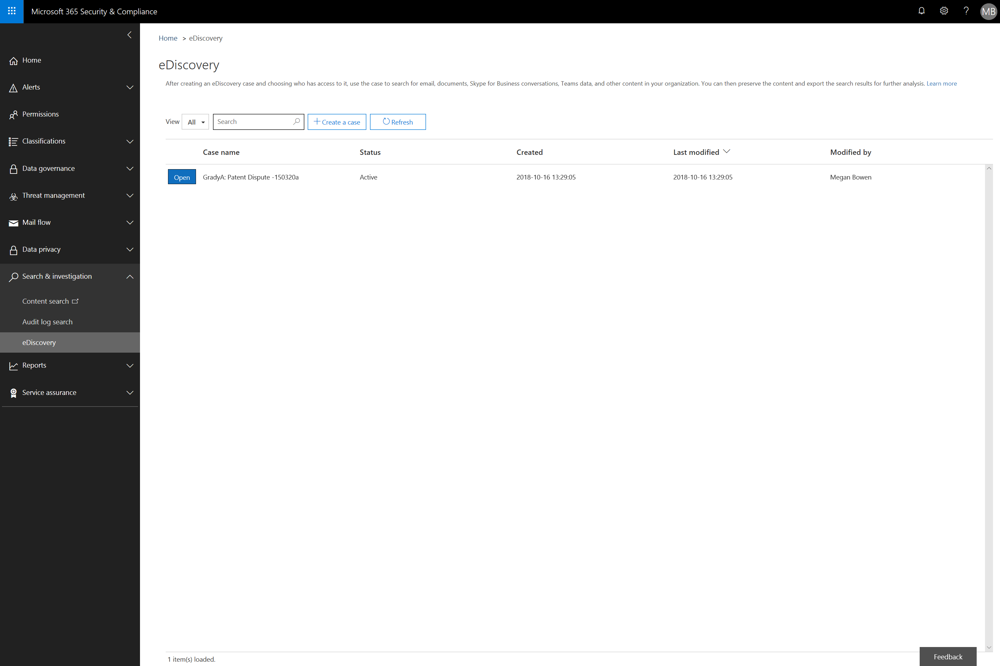 Microsoft 365 Security & Compliance
MB
Home
Alerts
Permissions
Classifications
Data governance
Threat management
Mail flow
Data privacy
Search & investigation
Content search
Audit log search
eDiscovery
Reports
Service assurance
Home > eDiscovery
eDiscovery
After creating an eDiscovery case and choosing who has access to it, use the case to search for email, documents, Skype for Business conversations, Teams data, and other content in your organization. You can then preserve the content and export the search results for further analysis. Learn more
View All Search Create a case Refresh
Case name Status Created Last modified Modified by
Open GradyA: Patent Dispute -150320a Active 2018-10-16 13:29:05 2018-10-16 13:29:05 Megan Bowen
1 item(s) loaded.
Feedback